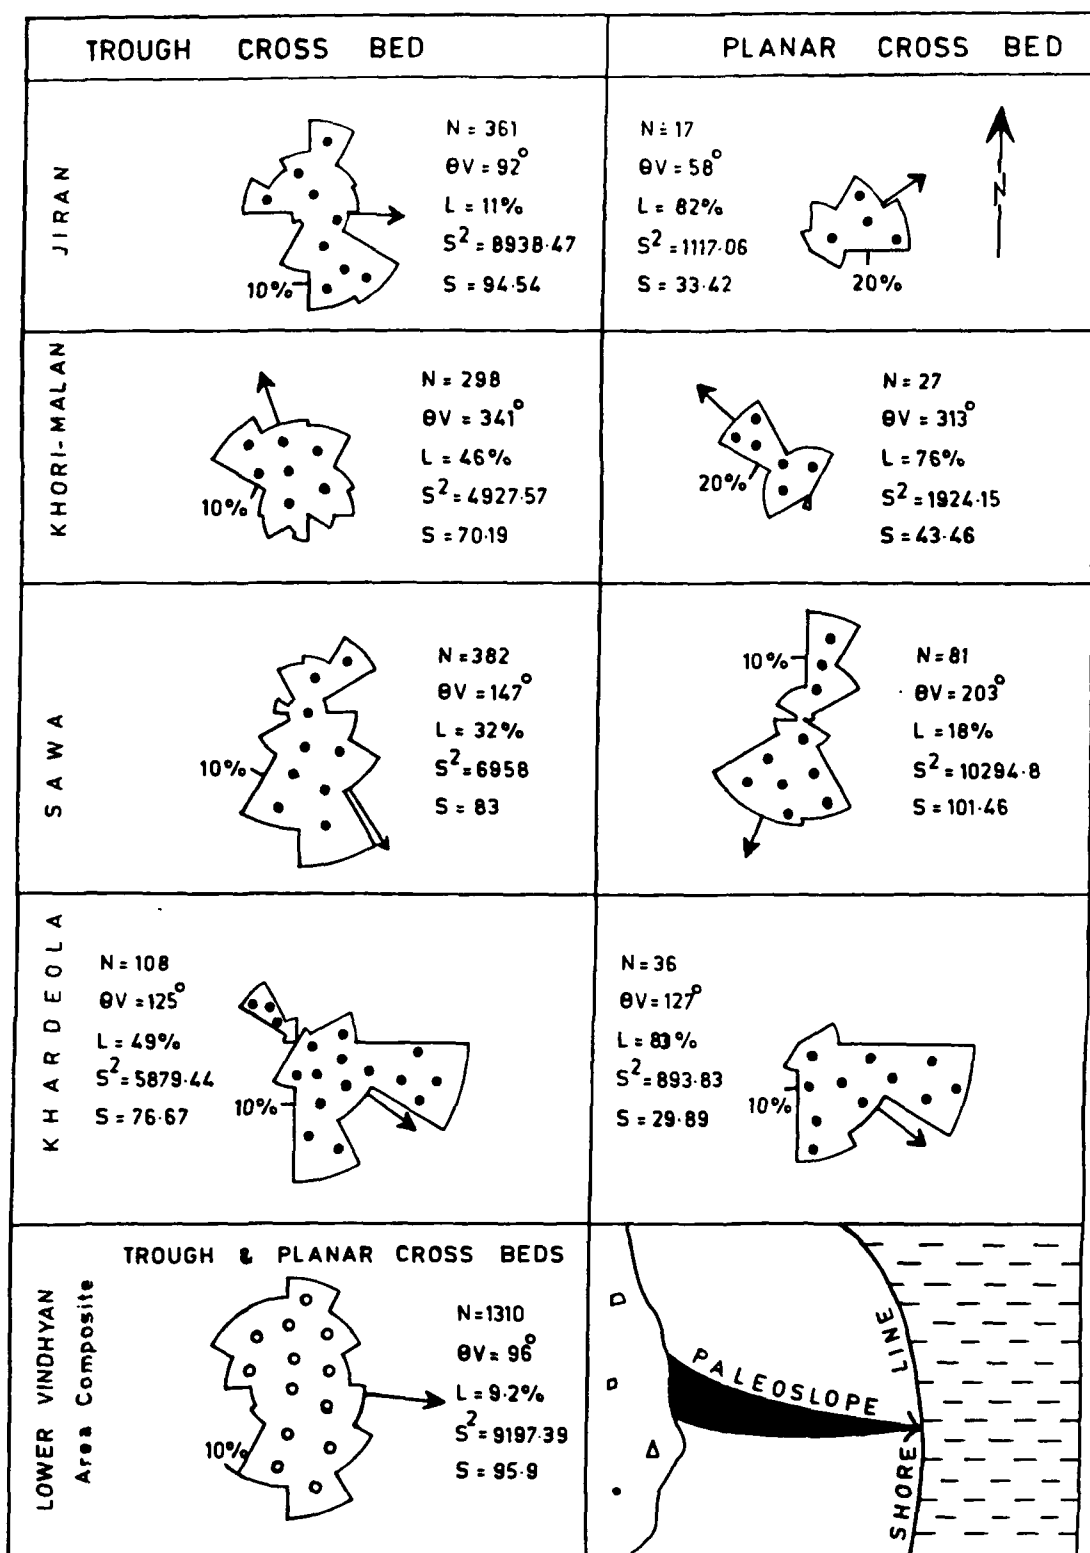 TROUGH CROSS BED
PLANAR CROSS BED
JIRAN
N = 361
θV = 92°
L = 11%
S² = 8938·47
S = 94·54
10%
N = 17
θV = 58°
L = 82%
S² = 1117·06
S = 33·42
20%
N
KHORI-MALAN
N = 298
θV = 341°
L = 46%
S² = 4927·57
S = 70·19
10%
N = 27
θV = 313°
L = 76%
S² = 1924·15
S = 43·46
20%
SAWA
N = 382
θV = 147°
L = 32%
S² = 6958
S = 83
10%
N = 81
θV = 203°
L = 18%
S² = 10294·8
S = 101·46
10%
KHARDEOLA
N = 108
θV = 125°
L = 49%
S² = 5879·44
S = 76·67
10%
N = 36
θV = 127°
L = 83%
S² = 893·83
S = 29·89
10%
LOWER VINDHYAN
Area Composite
TROUGH & PLANAR CROSS BEDS
N = 1310
θV = 96°
L = 9·2%
S² = 9197·39
S = 95·9
10%
PALEOSLOPE
SHORE LINE